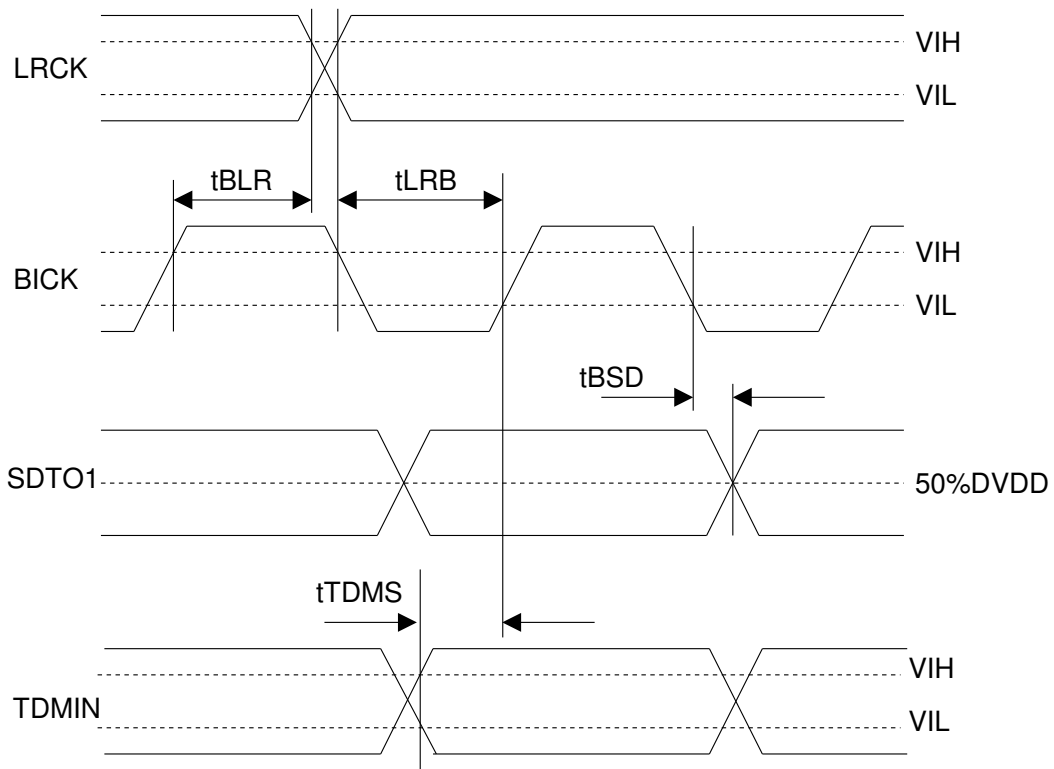 LRCK
VIH
VIL
tBLR
tLRB
BICK
VIH
VIL
tBSD
SDTO1
50%DVDD
tTDMS
TDMIN
VIH
VIL